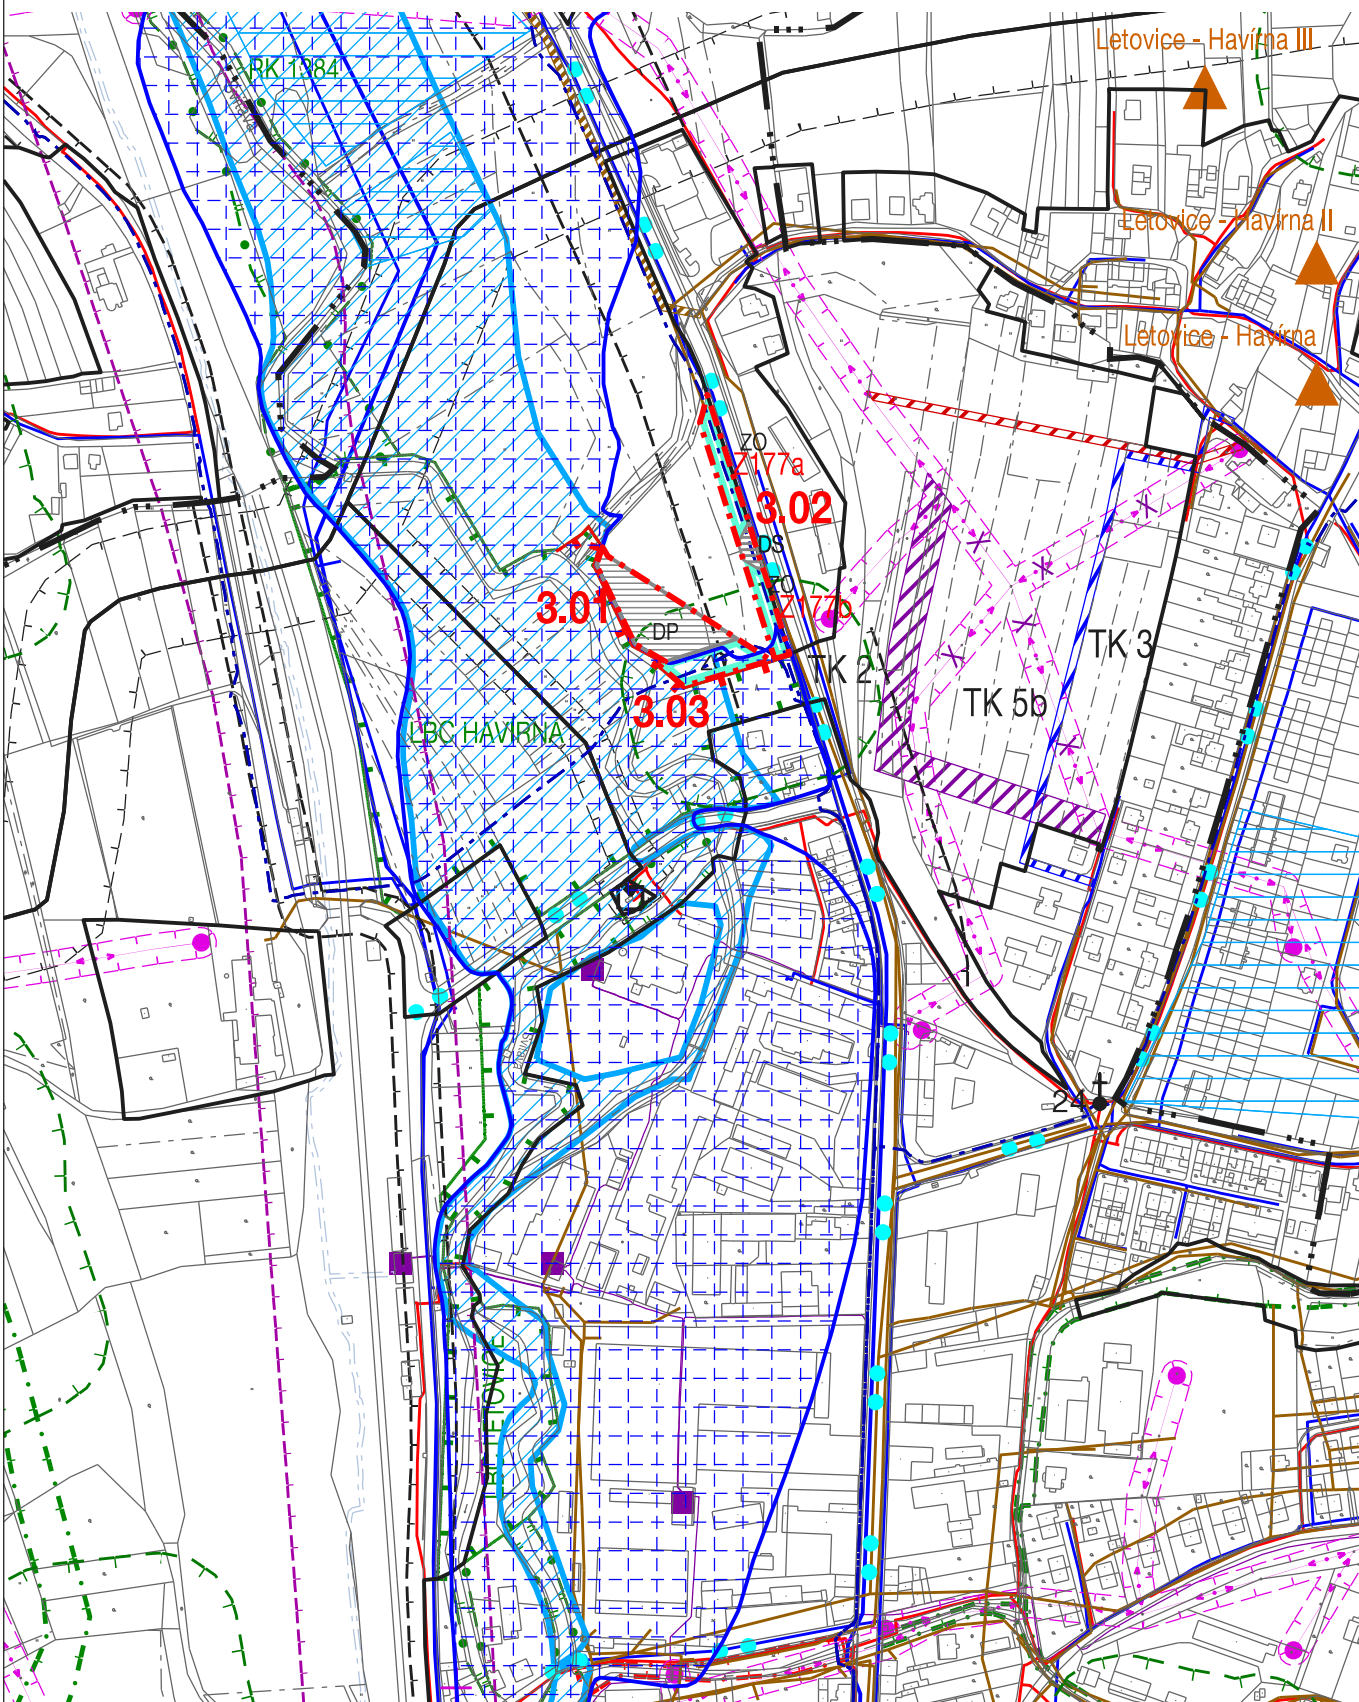 Letovice - Havírna III
RK 1384
Letovice - Havírna II
Letovice - Havírna
ZO
Z177a
3.02
DS
ZO
Z177b
3.01
DP
TK 2
TK 3
TK 5b
3.03
LBC HAVÍRNA
24